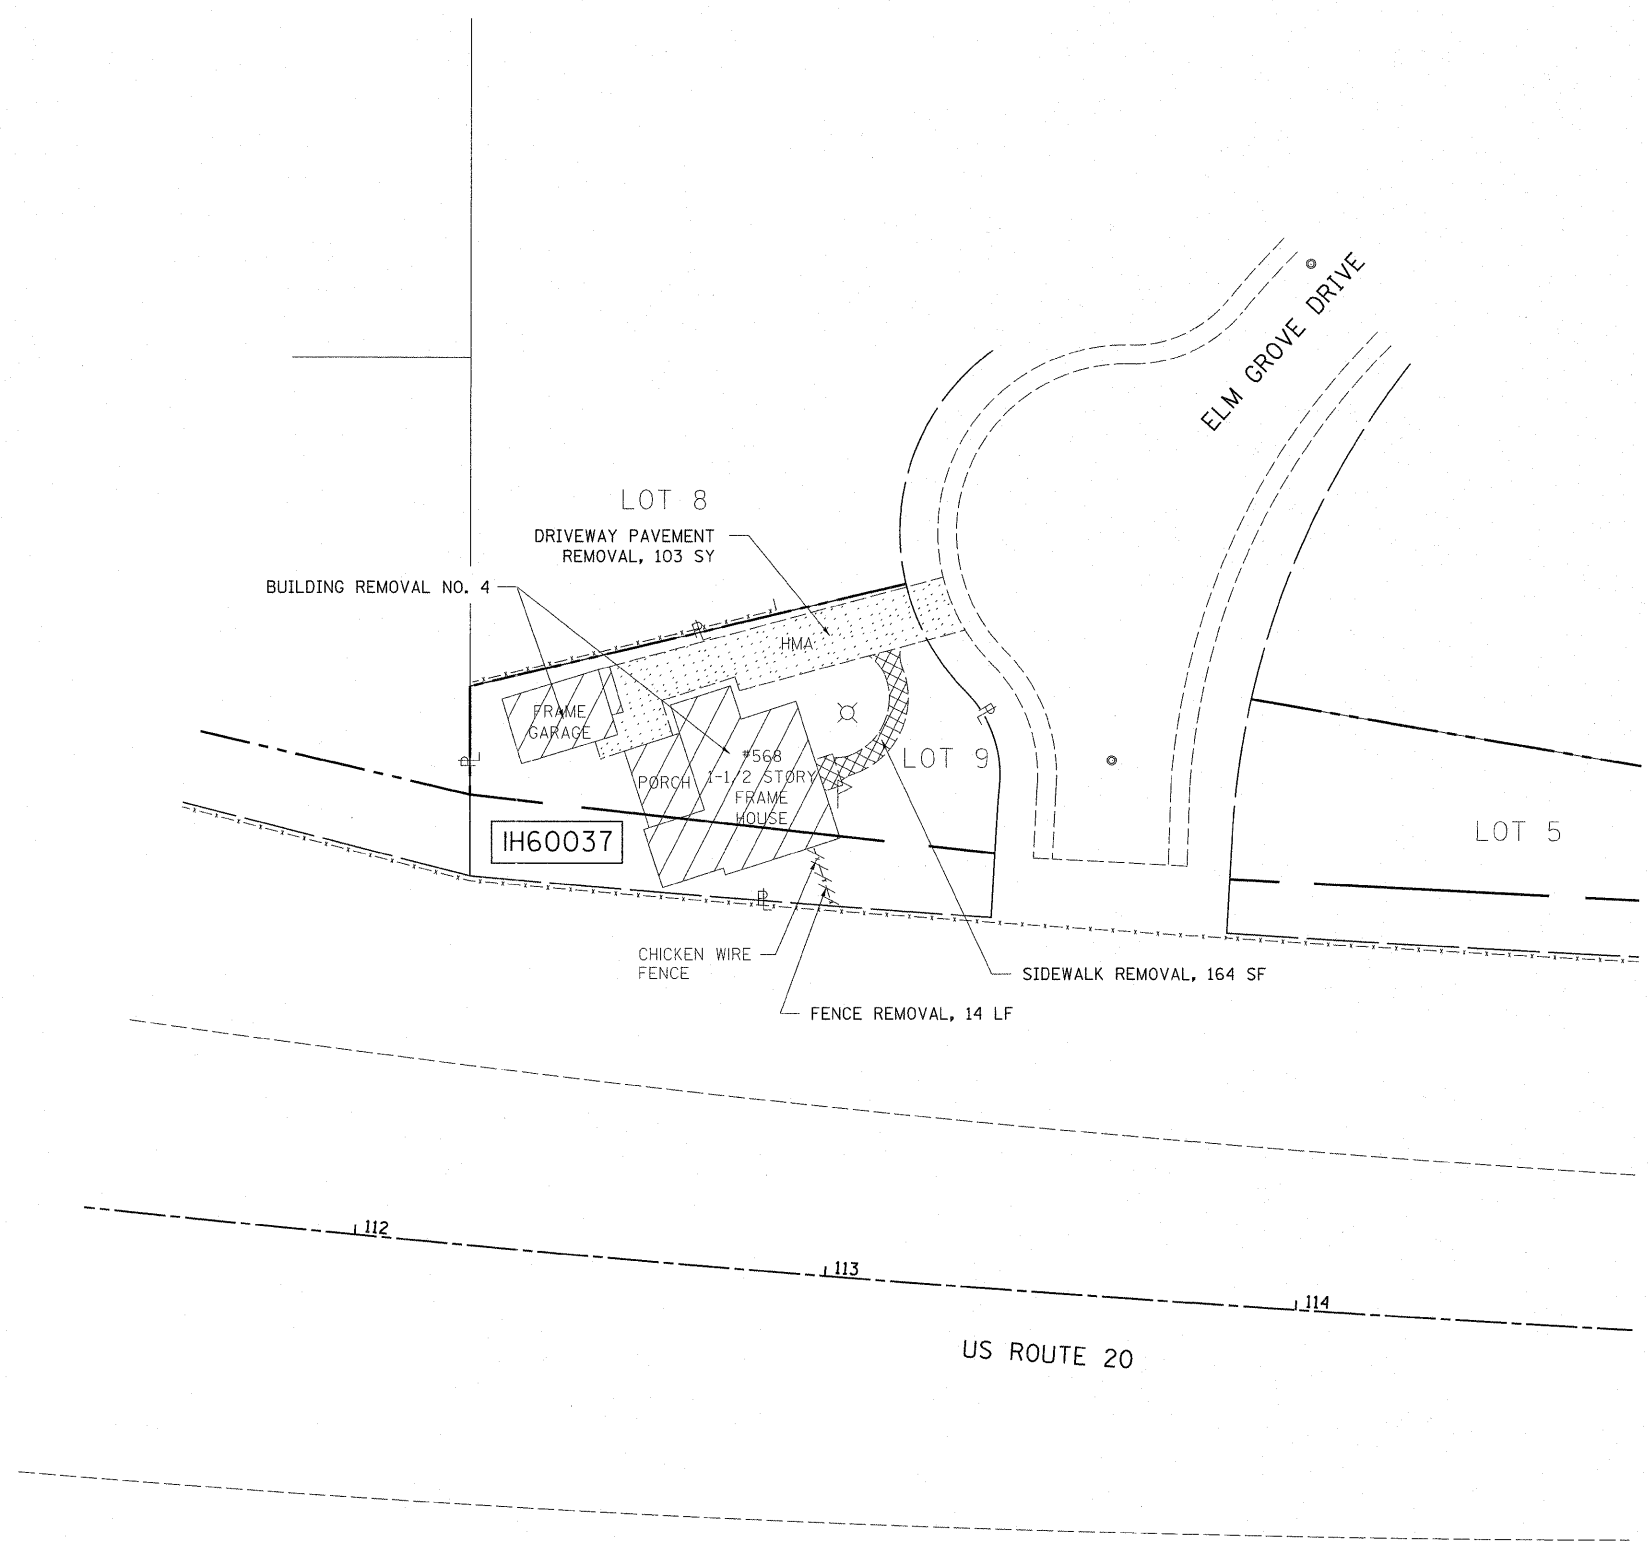 ELM GROVE DRIVE
LOT 8
DRIVEWAY PAVEMENT
REMOVAL, 103 SY
BUILDING REMOVAL NO. 4
HMA
FRAME
GARAGE
#568
1-1/2 STORY
FRAME
HOUSE
PORCH
LOT 9
LOT 5
IH60037
CHICKEN WIRE
FENCE
SIDEWALK REMOVAL, 164 SF
FENCE REMOVAL, 14 LF
112
113
114
US ROUTE 20